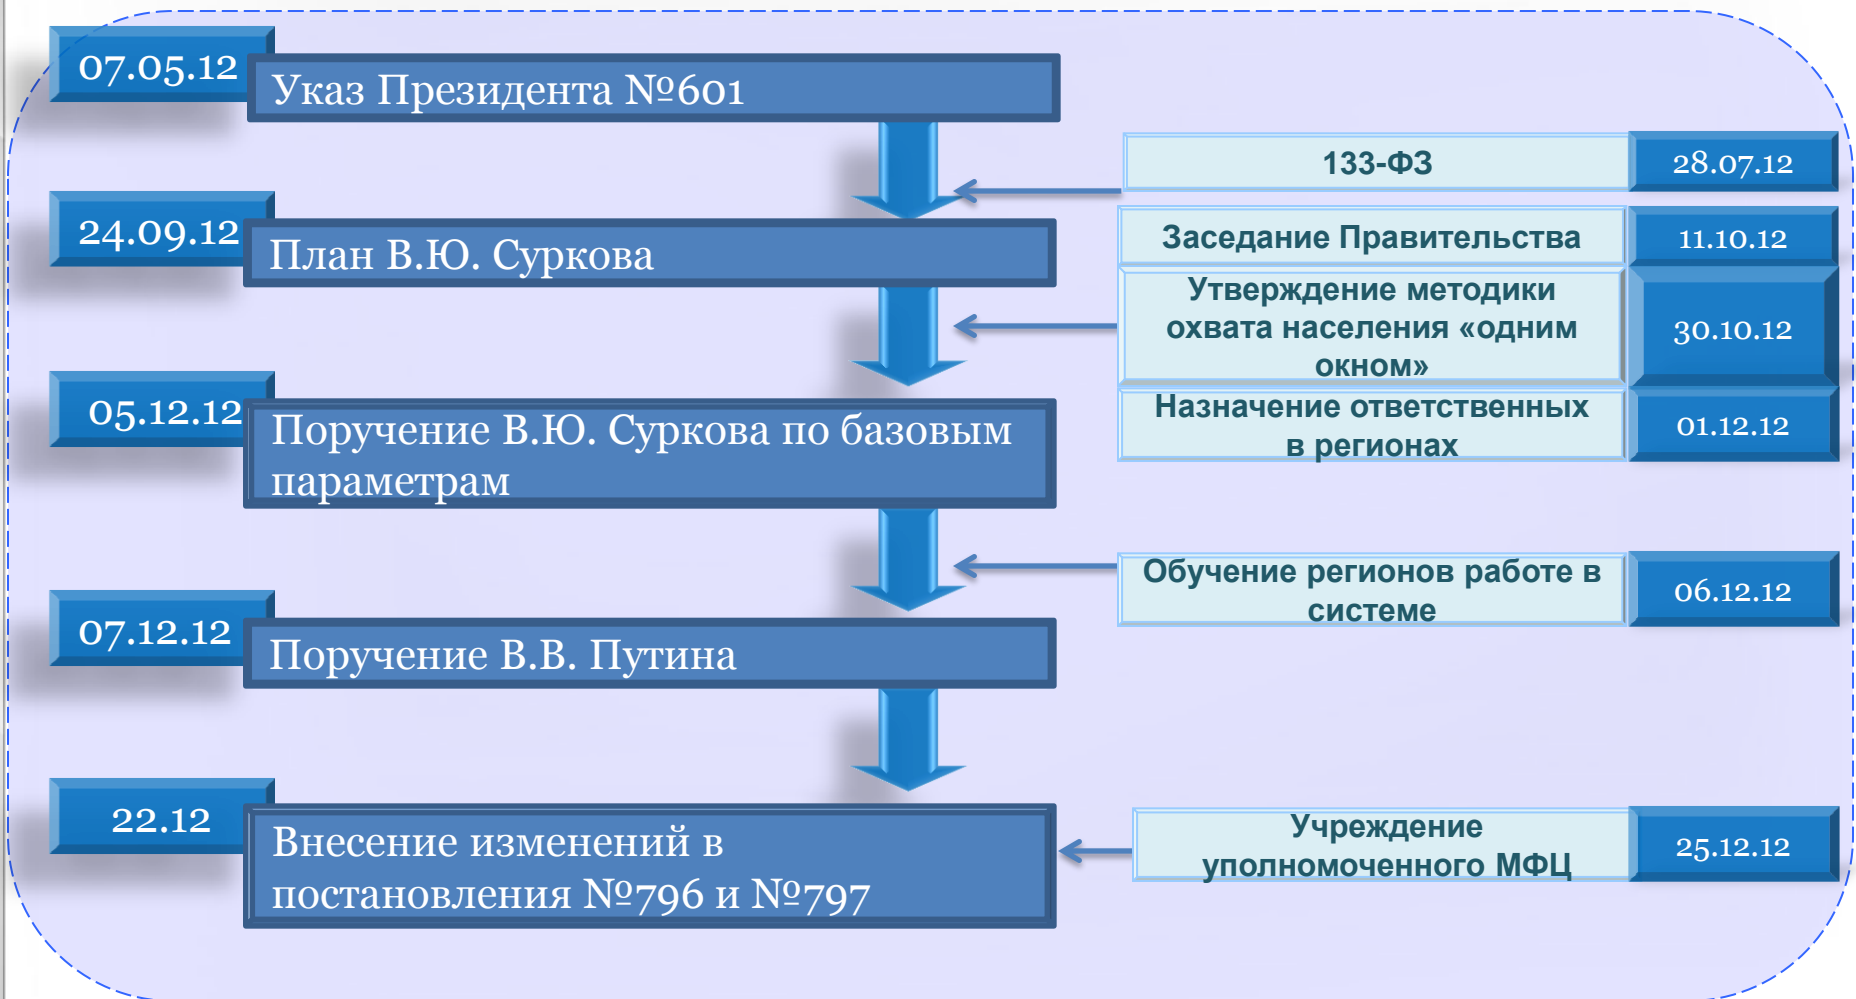 07.05.12
Указ Президента №601
133-ФЗ
28.07.12
24.09.12
План В.Ю. Суркова
Заседание Правительства
11.10.12
Утверждение методики
охвата населения «одним
окном»
30.10.12
05.12.12
Поручение В.Ю. Суркова по базовым
параметрам
Назначение ответственных
в регионах
01.12.12
Обучение регионов работе в
системе
06.12.12
07.12.12
Поручение В.В. Путина
22.12
Внесение изменений в
постановления №796 и №797
Учреждение
уполномоченного МФЦ
25.12.12